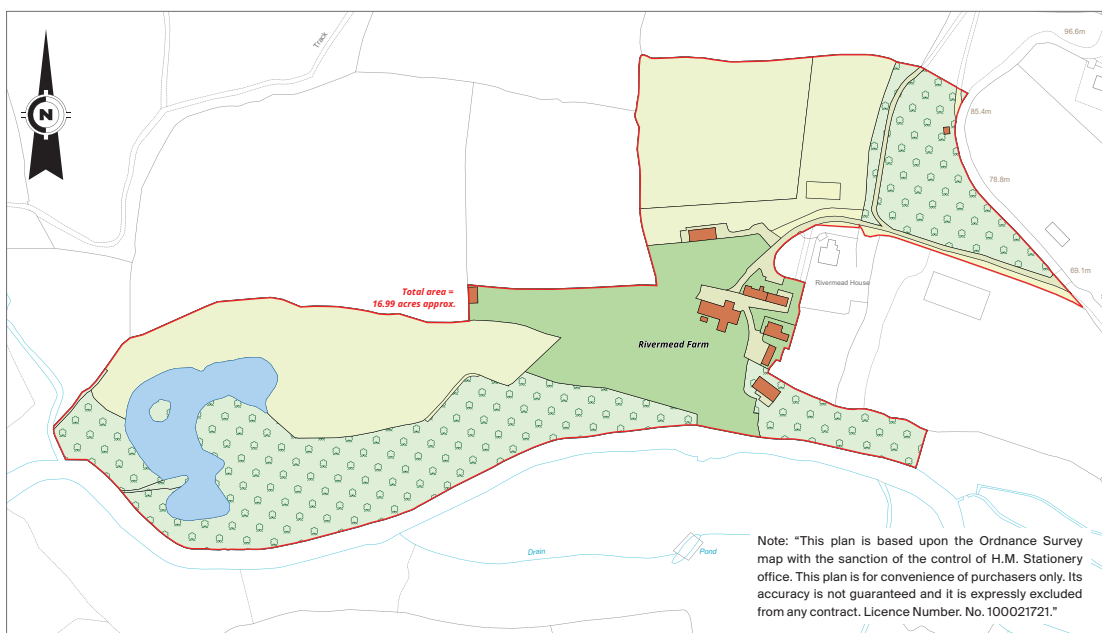 Track
96.6m
N
85.4m
78.8m
69.1m
Rivermead House
Total area =
16.99 acres approx.
Rivermead Farm
Drain
Pond
Note: “This plan is based upon the Ordnance Survey
map with the sanction of the control of H.M. Stationery
office. This plan is for convenience of purchasers only. Its
accuracy is not guaranteed and it is expressly excluded
from any contract. Licence Number. No. 100021721.”